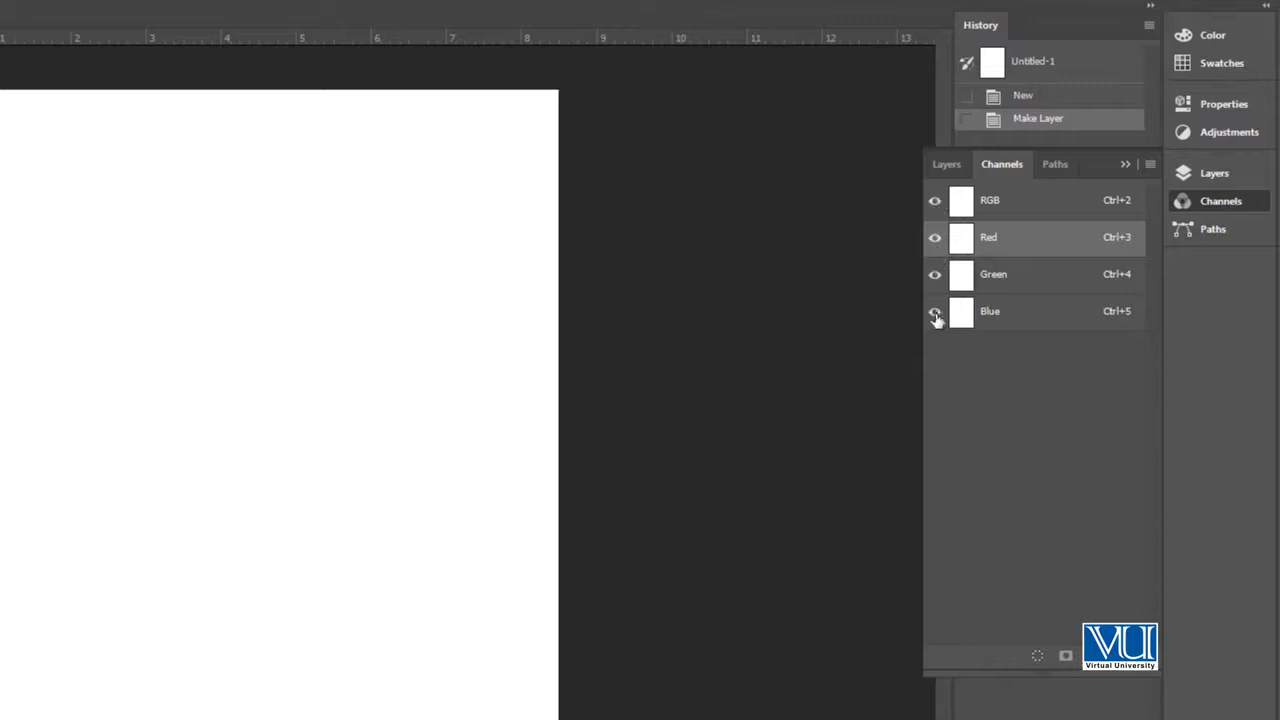 1 2 3 4 5 6 7 8 9 10 11 12 13
History
Untitled-1
New
Make Layer
Layers Channels Paths
RGB Ctrl+2
Red Ctrl+3
Green Ctrl+4
Blue Ctrl+5
Color
Swatches
Properties
Adjustments
Layers
Channels
Paths
VU
Virtual University